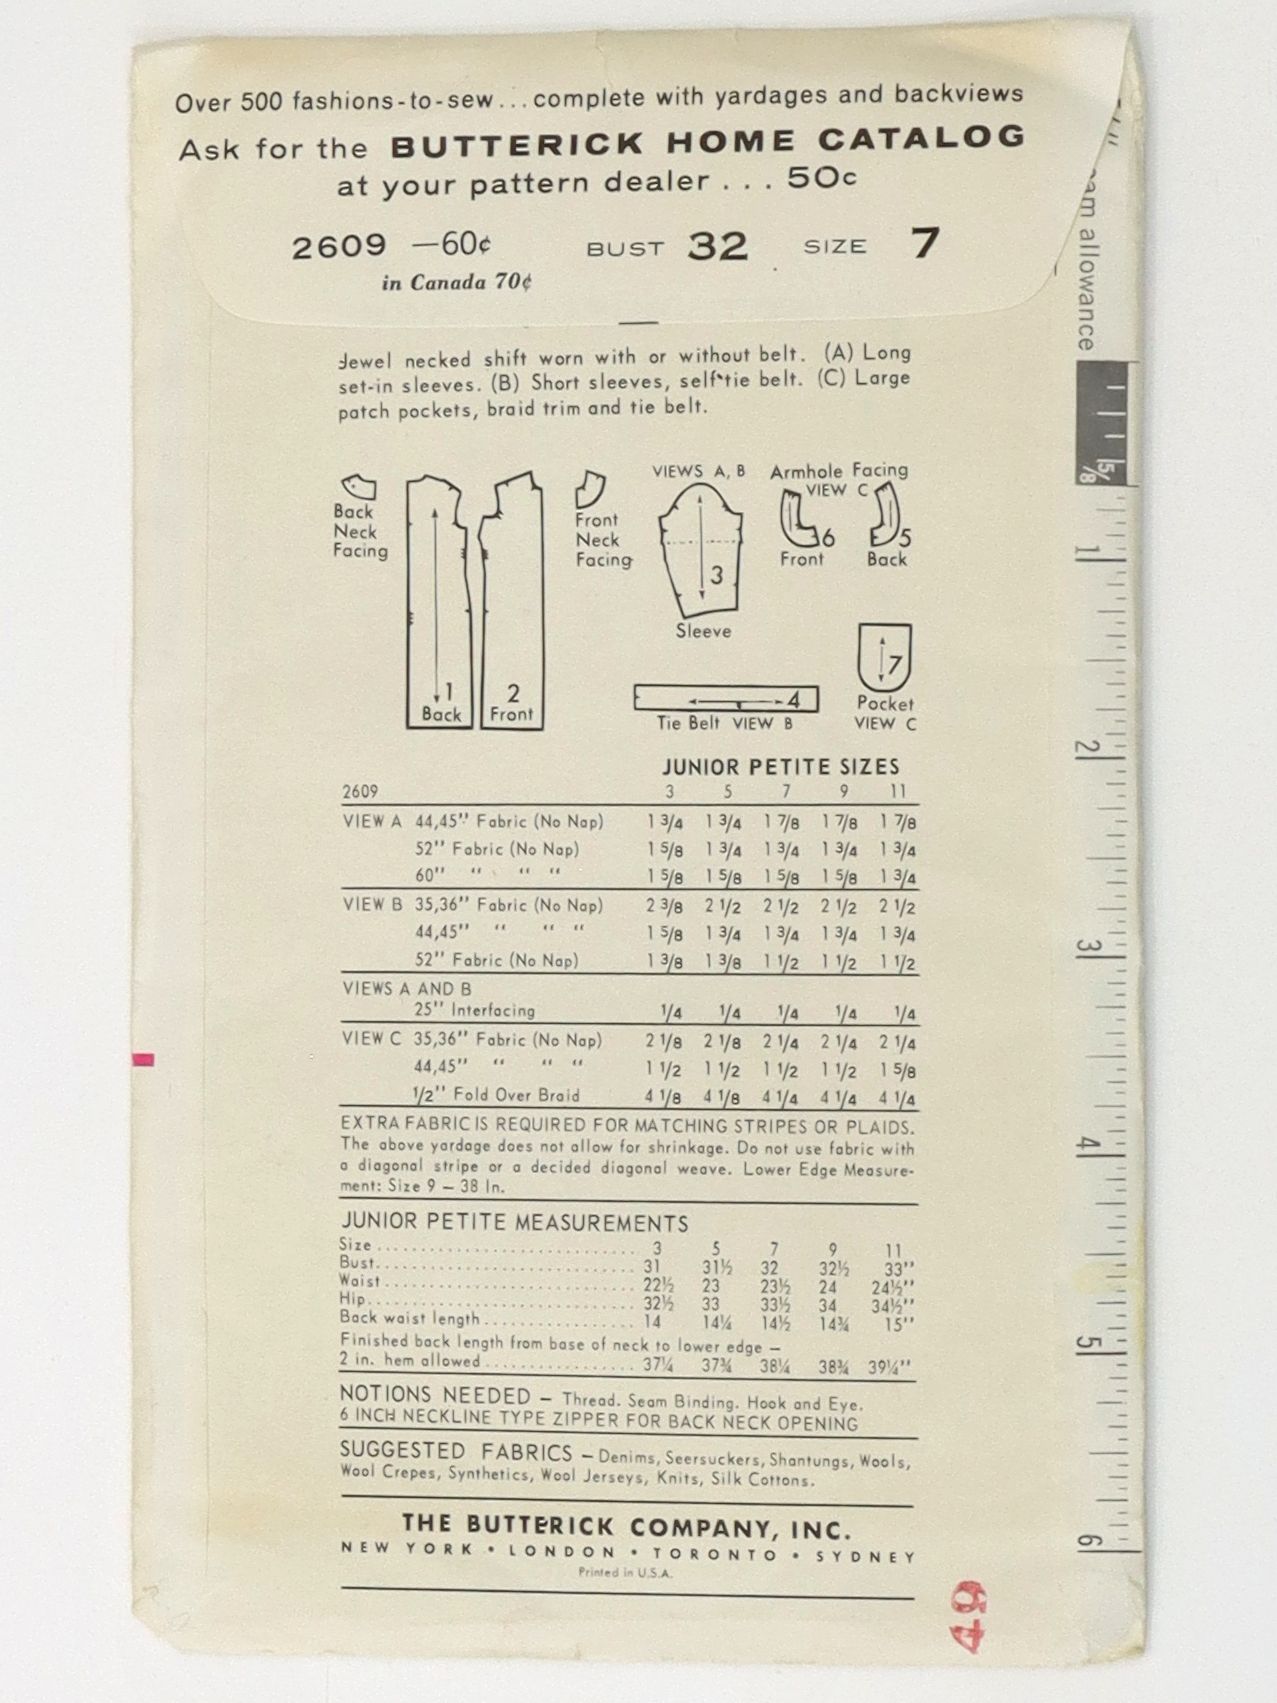 Over 500 fashions-to-sew...complete with yardages and backviews
Ask for the BUTTERICK HOME CATALOG
at your pattern dealer . . . 50c
2609 —60¢ BUST 32 SIZE 7
in Canada 70¢
Jewel necked shift worn with or without belt. (A) Long
set-in sleeves. (B) Short sleeves, self-tie belt. (C) Large
patch pockets, braid trim and tie belt.
VIEWS A, B Armhole Facing
VIEW C
Back
Neck
Facing
Front
Neck
Facing
1
Back
2
Front
3
Sleeve
6
Front
5
Back
4
Tie Belt VIEW B
7
Pocket
VIEW C
JUNIOR PETITE SIZES
2609 3 5 7 9 11
VIEW A 44,45" Fabric (No Nap) 1 3/4 1 3/4 1 7/8 1 7/8 1 7/8
52" Fabric (No Nap) 1 5/8 1 3/4 1 3/4 1 3/4 1 3/4
60" " " " 1 5/8 1 5/8 1 5/8 1 5/8 1 3/4
VIEW B 35,36" Fabric (No Nap) 2 3/8 2 1/2 2 1/2 2 1/2 2 1/2
44,45" " " " 1 5/8 1 3/4 1 3/4 1 3/4 1 3/4
52" Fabric (No Nap) 1 3/8 1 3/8 1 1/2 1 1/2 1 1/2
VIEWS A AND B
25" Interfacing 1/4 1/4 1/4 1/4 1/4
VIEW C 35,36" Fabric (No Nap) 2 1/8 2 1/8 2 1/4 2 1/4 2 1/4
44,45" " " " 1 1/2 1 1/2 1 1/2 1 1/2 1 5/8
1/2" Fold Over Braid 4 1/8 4 1/8 4 1/4 4 1/4 4 1/4
EXTRA FABRIC IS REQUIRED FOR MATCHING STRIPES OR PLAIDS.
The above yardage does not allow for shrinkage. Do not use fabric with
a diagonal stripe or a decided diagonal weave. Lower Edge Measure-
ment: Size 9 – 38 In.
JUNIOR PETITE MEASUREMENTS
Size 3 5 7 9 11
Bust 31 31½ 32 32½ 33"
Waist 22½ 23 23½ 24 24½"
Hip 32½ 33 33½ 34 34½"
Back waist length 14 14¼ 14½ 14¾ 15"
Finished back length from base of neck to lower edge –
2 in. hem allowed 37¼ 37¾ 38¼ 38¾ 39¼"
NOTIONS NEEDED – Thread. Seam Binding. Hook and Eye.
6 INCH NECKLINE TYPE ZIPPER FOR BACK NECK OPENING
SUGGESTED FABRICS – Denims, Seersuckers, Shantungs, Wools,
Wool Crepes, Synthetics, Wool Jerseys, Knits, Silk Cottons.
THE BUTTERICK COMPANY, INC.
NEW YORK • LONDON • TORONTO • SYDNEY
Printed in U.S.A.
49
allowance
5/8
1
2
3
4
5
6